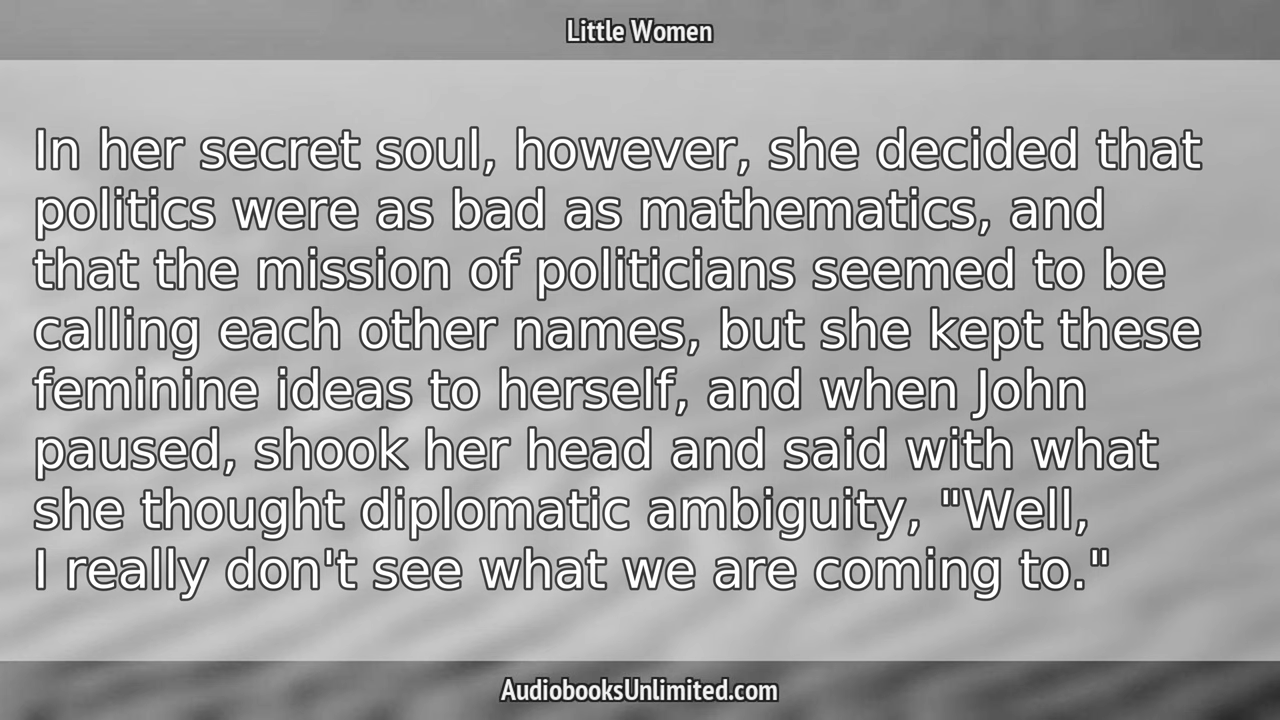 Little Women
In her secret soul, however, she decided that
politics were as bad as mathematics, and
that the mission of politicians seemed to be
calling each other names, but she kept these
feminine ideas to herself, and when John
paused, shook her head and said with what
she thought diplomatic ambiguity, "Well,
I really don't see what we are coming to."
AudiobooksUnlimited.com